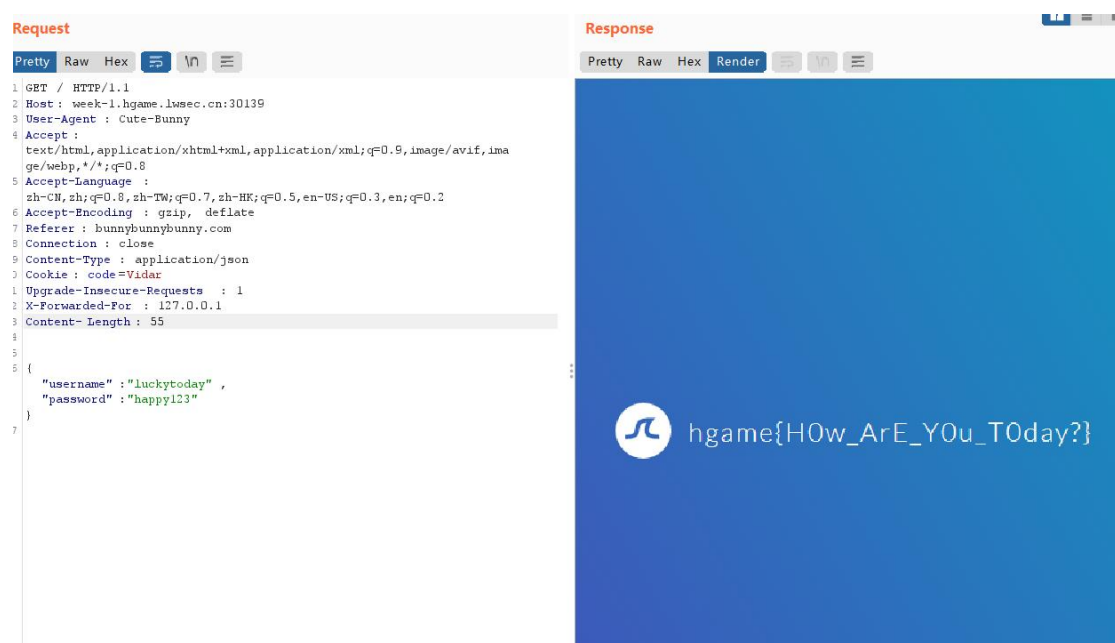 Request
Pretty Raw Hex \n
1 GET / HTTP/1.1
2 Host : week-1.hgame.lwsec.cn:30139
3 User-Agent : Cute-Bunny
4 Accept :
text/html,application/xhtml+xml,application/xml;q=0.9,image/avif,ima
ge/webp,*/*;q=0.8
5 Accept-Language :
zh-CN,zh;q=0.8,zh-TW;q=0.7,zh-HK;q=0.5,en-US;q=0.3,en;q=0.2
6 Accept-Encoding : gzip, deflate
7 Referer : bunnybunnybunny.com
8 Connection : close
9 Content-Type : application/json
0 Cookie : code=Vidar
1 Upgrade-Insecure-Requests : 1
2 X-Forwarded-For : 127.0.0.1
3 Content- Length : 55
4
5
6 {
"username" :"luckytoday" ,
"password" :"happy123"
}
7
Response
Pretty Raw Hex Render \n
hgame{H0w_ArE_Y0u_T0day?}